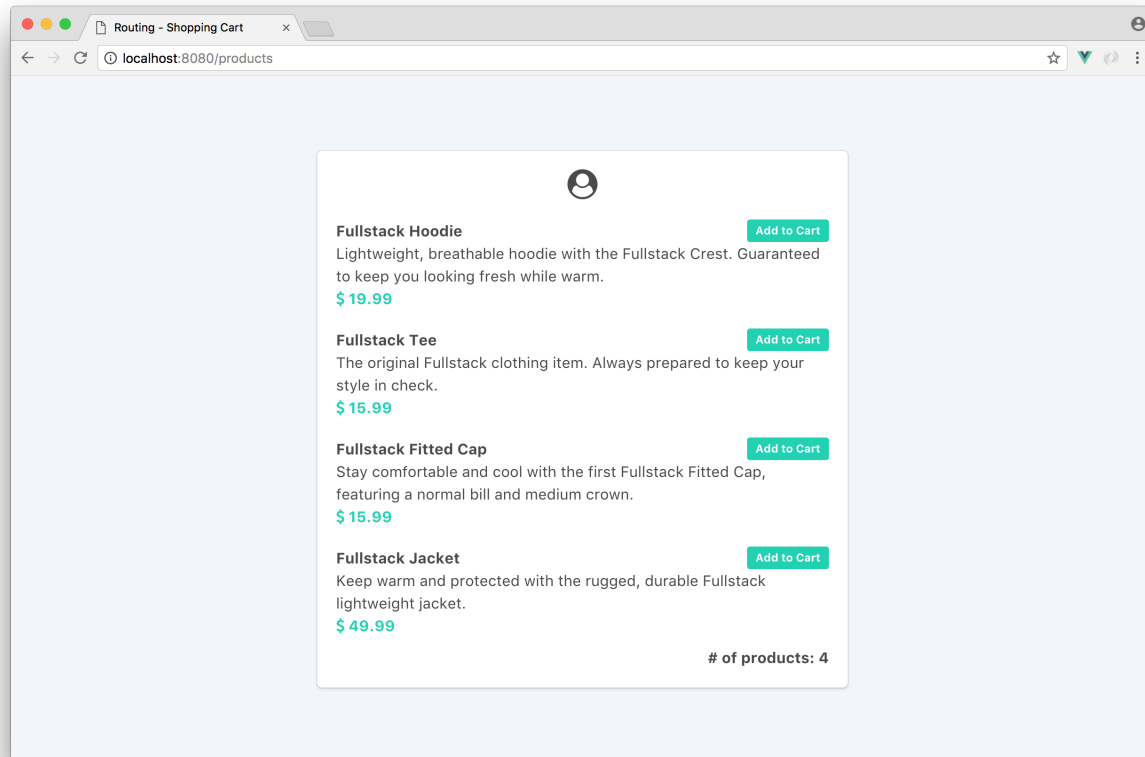 Routing - Shopping Cart
localhost:8080/products
Fullstack Hoodie
Add to Cart
Lightweight, breathable hoodie with the Fullstack Crest. Guaranteed
to keep you looking fresh while warm.
$ 19.99
Fullstack Tee
Add to Cart
The original Fullstack clothing item. Always prepared to keep your
style in check.
$ 15.99
Fullstack Fitted Cap
Add to Cart
Stay comfortable and cool with the first Fullstack Fitted Cap,
featuring a normal bill and medium crown.
$ 15.99
Fullstack Jacket
Add to Cart
Keep warm and protected with the rugged, durable Fullstack
lightweight jacket.
$ 49.99
# of products: 4